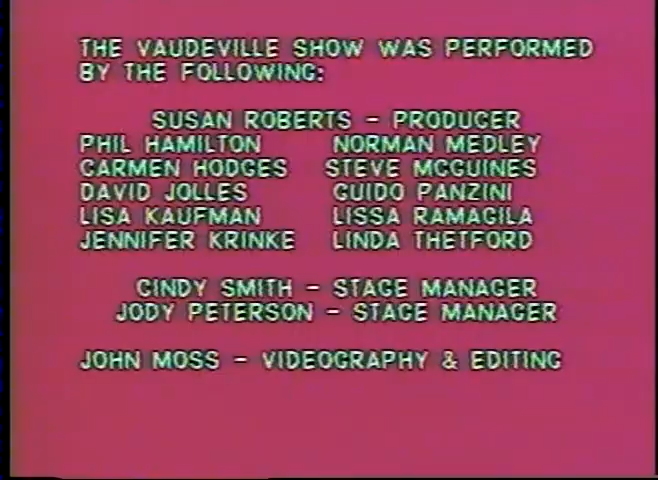 THE VAUDEVILLE SHOW WAS PERFORMED
BY THE FOLLOWING:
SUSAN ROBERTS - PRODUCER
PHIL HAMILTON NORMAN MEDLEY
CARMEN HODGES STEVE MCGUINES
DAVID JOLLES GUIDO PANZINI
LISA KAUFMAN LISSA RAMAGILA
JENNIFER KRINKE LINDA THETFORD
CINDY SMITH - STAGE MANAGER
JODY PETERSON - STAGE MANAGER
JOHN MOSS - VIDEOGRAPHY & EDITING